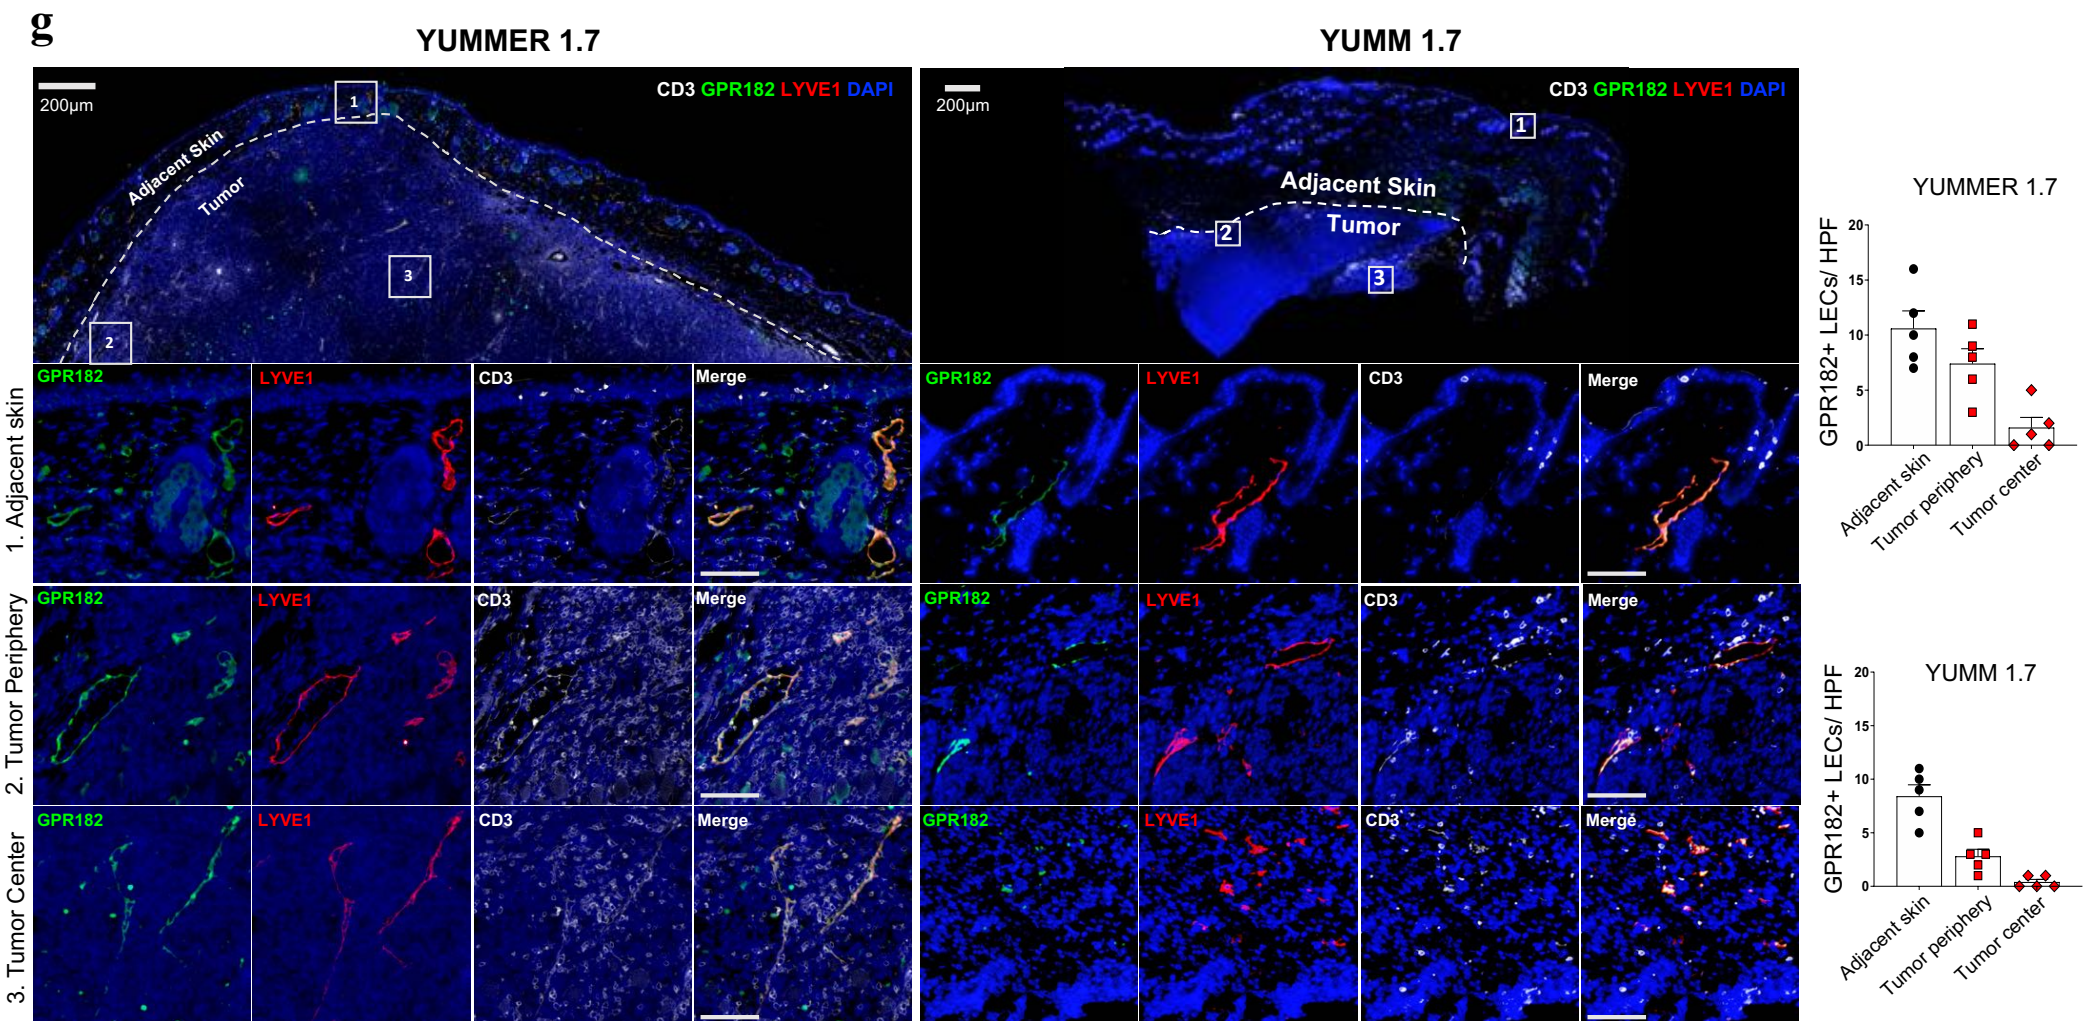 g
YUMMER 1.7
YUMM 1.7
200µm
CD3 GPR182 LYVE1 DAPI
1
Adjacent Skin
Tumor
3
2
200µm
CD3 GPR182 LYVE1 DAPI
1
Adjacent Skin
2
Tumor
3
1. Adjacent skin
GPR182
LYVE1
CD3
Merge
GPR182
LYVE1
CD3
Merge
2. Tumor Periphery
GPR182
LYVE1
CD3
Merge
GPR182
LYVE1
CD3
Merge
3. Tumor Center
GPR182
LYVE1
CD3
Merge
GPR182
LYVE1
CD3
Merge
YUMMER 1.7
GPR182+ LECs/ HPF
20
15
10
5
0
Adjacent skin
Tumor periphery
Tumor center
YUMM 1.7
GPR182+ LECs/ HPF
20
15
10
5
0
Adjacent skin
Tumor periphery
Tumor center